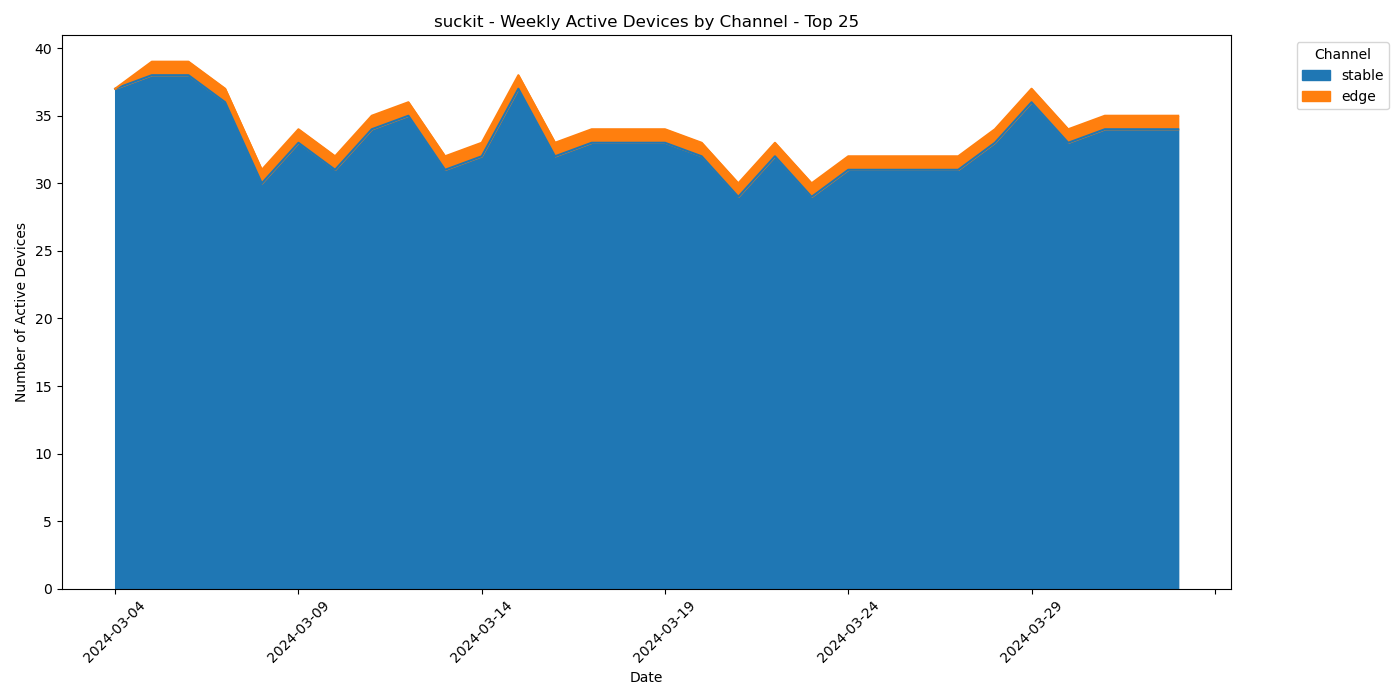 suckit - Weekly Active Devices by Channel - Top 25
Channel
stable
edge
Number of Active Devices
40
35
30
25
20
15
10
5
0
2024-03-04
2024-03-09
2024-03-14
2024-03-19
2024-03-24
2024-03-29
Date